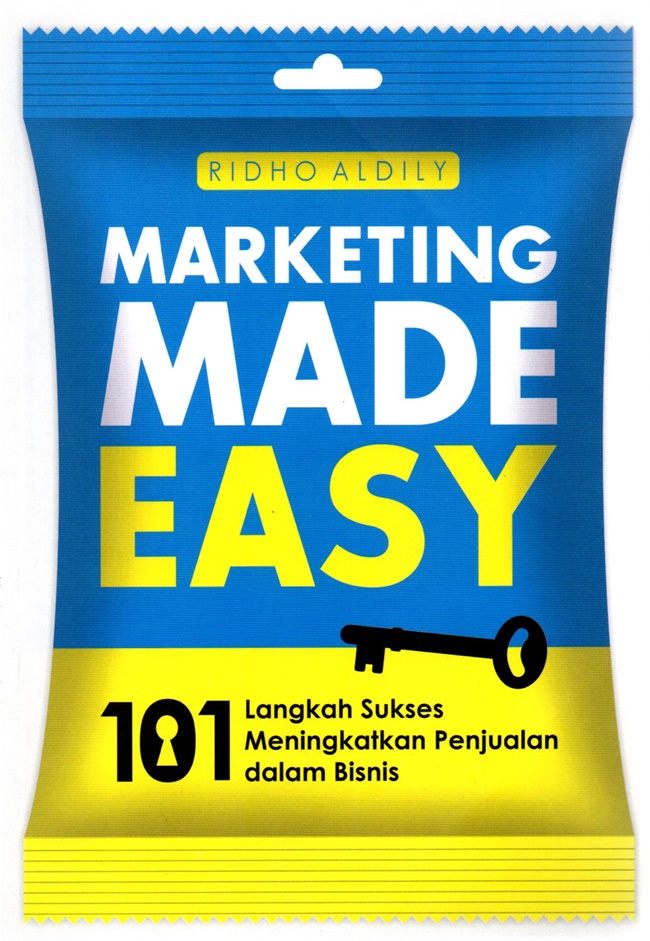 RIDHO ALDILY
MARKETING
MADE
EASY
101 Langkah Sukses
Meningkatkan Penjualan
dalam Bisnis